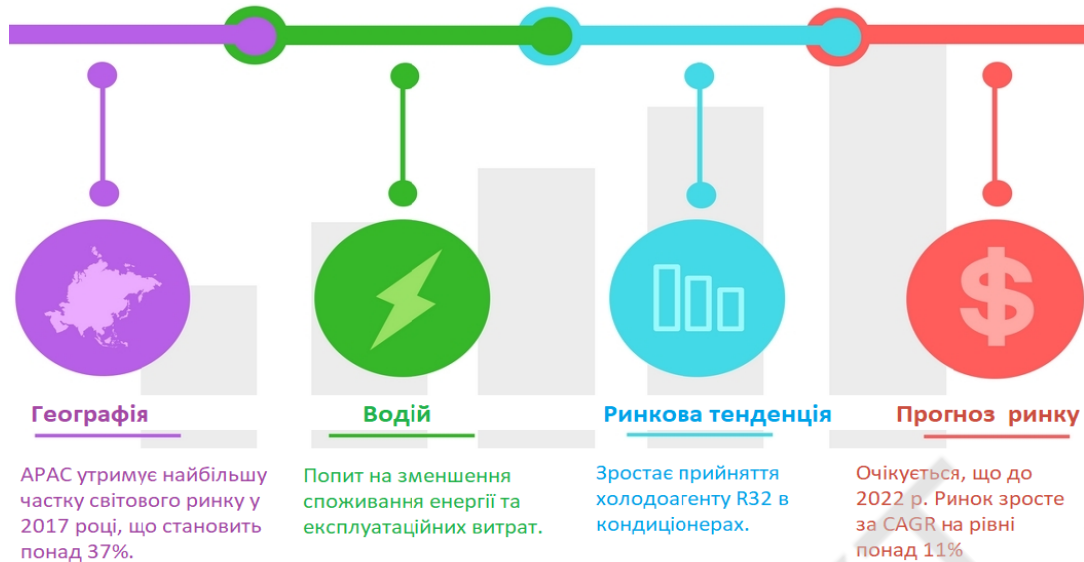 Географія
APAC утримує найбільшу
частку світового ринку у
2017 році, що становить
понад 37%.
Водій
Попит на зменшення
споживання енергії та
експлуатаційних витрат.
Ринкова тенденція
Зростає прийняття
холодоагенту R32 в
кондиціонерах.
Прогноз ринку
Очікується, що до
2022 р. Ринок зросте
за CAGR на рівні
понад 11%
$